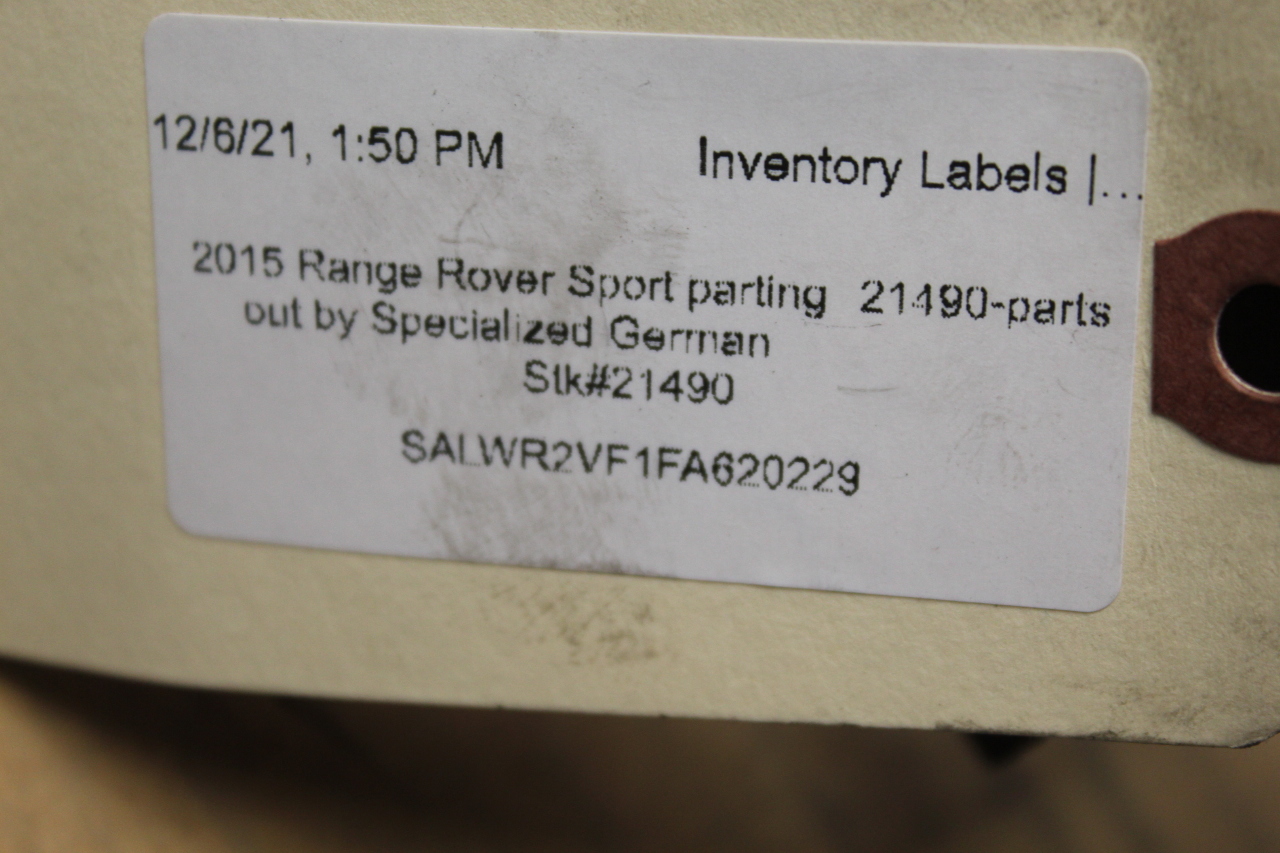 12/6/21, 1:50 PM Inventory Labels |...
2015 Range Rover Sport parting 21490-parts
out by Specialized German
Stk#21490
SALWR2VF1FA620229